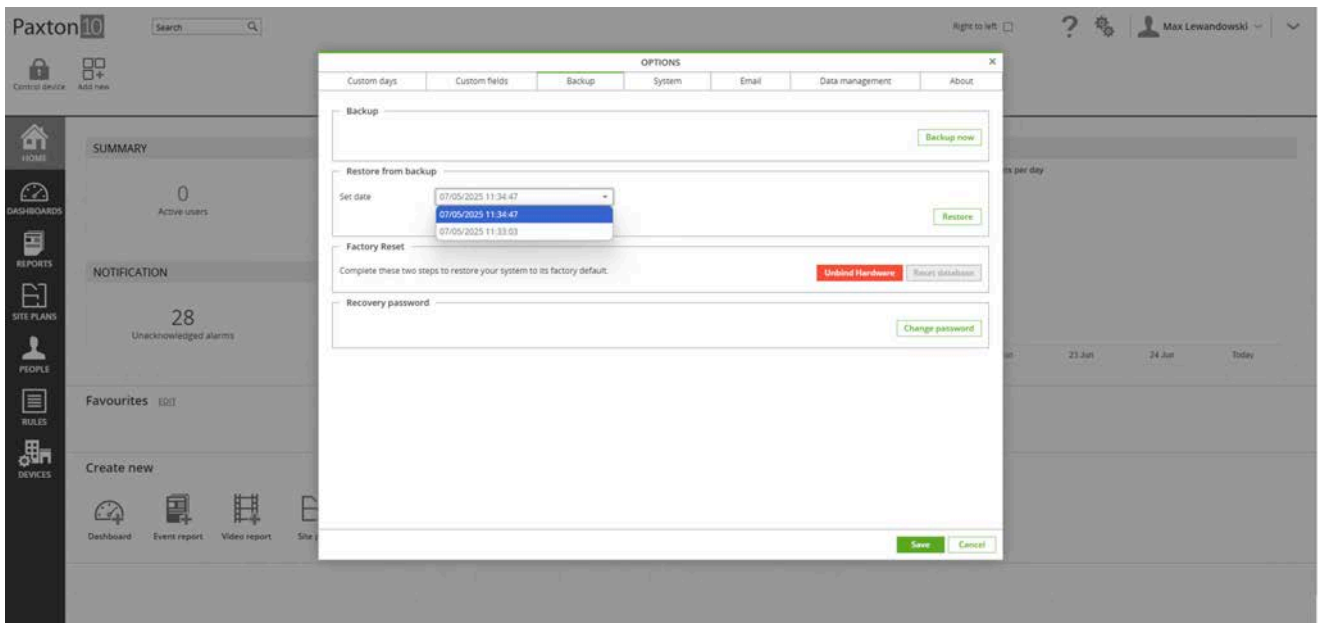 Paxton 10
Search
Right to left
Max Lewandowski
Control device
Add new
HOME
DASHBOARDS
REPORTS
SITE PLANS
PEOPLE
RULES
DEVICES
SUMMARY
0
Active users
NOTIFICATION
28
Unacknowledged alarms
Favourites EDIT
Create new
Dashboard
Event report
Video report
Site
OPTIONS
Custom days
Custom fields
Backup
System
Email
Data management
About
Backup
Backup now
Restore from backup
Set date
07/05/2025 11:34:47
07/05/2025 11:34:47
07/05/2025 11:33:03
Restore
Factory Reset
Complete these two steps to restore your system to its factory default.
Unbind Hardware
Reset database
Recovery password
Change password
Save
Cancel
per day
23 Jun
24 Jun
Today